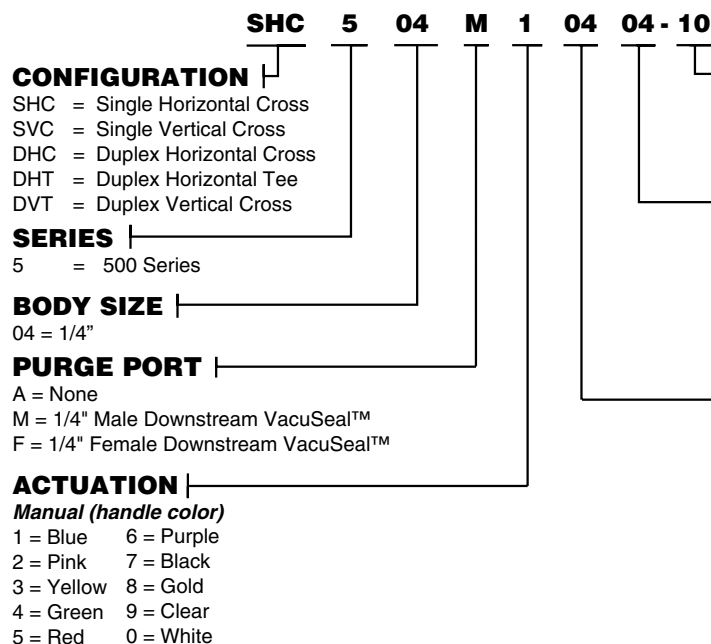 SHC 5 04 M 1 04 04 - 10
CONFIGURATION
SHC = Single Horizontal Cross
SVC = Single Vertical Cross
DHC = Duplex Horizontal Cross
DHT = Duplex Horizontal Tee
DVT = Duplex Vertical Cross
SERIES
5 = 500 Series
BODY SIZE
04 = 1/4”
PURGE PORT
A = None
M = 1/4" Male Downstream VacuSeal™
F = 1/4" Female Downstream VacuSeal™
ACTUATION
Manual (handle color)
1 = Blue 6 = Purple
2 = Pink 7 = Black
3 = Yellow 8 = Gold
4 = Green 9 = Clear
5 = Red 0 = White